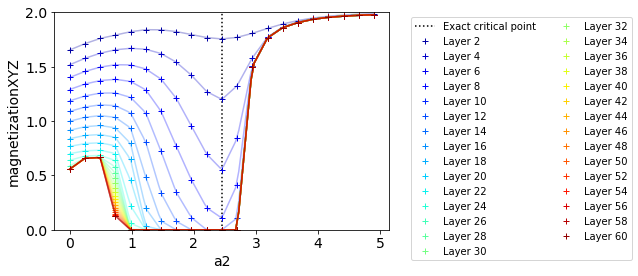 2.0
1.5
1.0
0.5
0.0
magnetizationXYZ
0
1
2
3
4
5
a2
Exact critical point
Layer 2
Layer 4
Layer 6
Layer 8
Layer 10
Layer 12
Layer 14
Layer 16
Layer 18
Layer 20
Layer 22
Layer 24
Layer 26
Layer 28
Layer 30
Layer 32
Layer 34
Layer 36
Layer 38
Layer 40
Layer 42
Layer 44
Layer 46
Layer 48
Layer 50
Layer 52
Layer 54
Layer 56
Layer 58
Layer 60